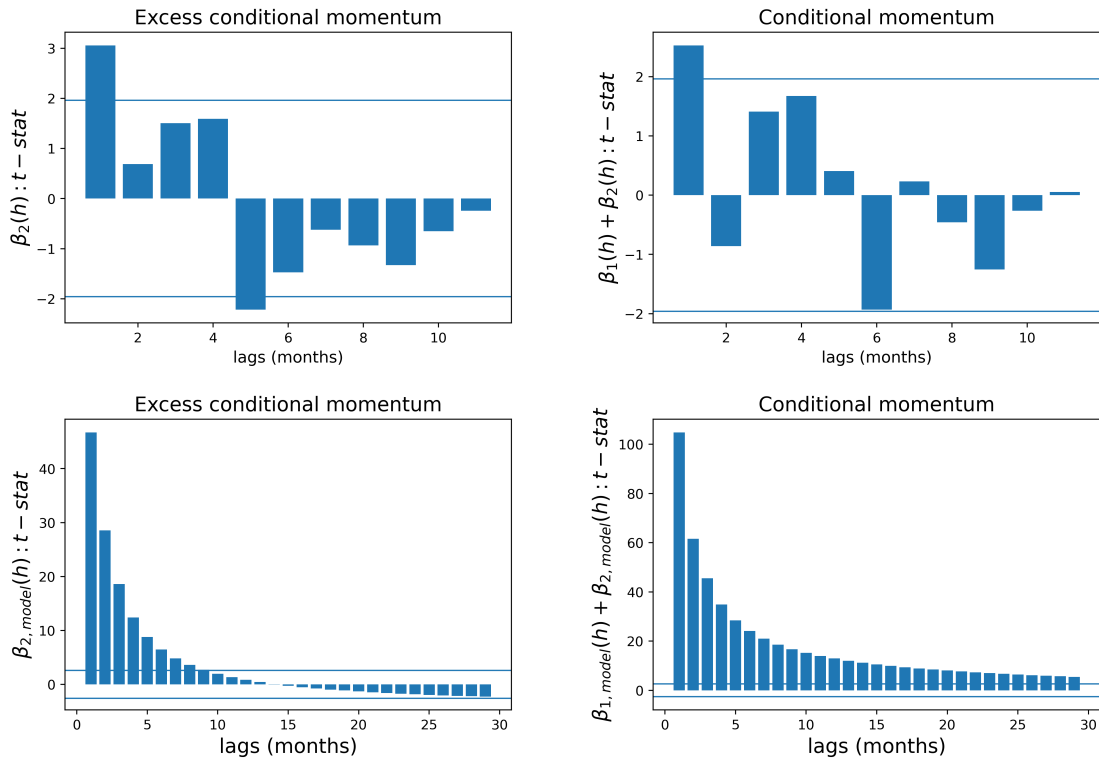 Excess conditional momentum
β₂(h) : t − stat
3
2
1
0
−1
−2
2 4 6 8 10
lags (months)
Conditional momentum
β₁(h) + β₂(h) : t − stat
2
1
0
−1
−2
2 4 6 8 10
lags (months)
Excess conditional momentum
β₂,model(h) : t − stat
40
30
20
10
0
0 5 10 15 20 25 30
lags (months)
Conditional momentum
β₁,model(h) + β₂,model(h) : t − stat
100
80
60
40
20
0
0 5 10 15 20 25 30
lags (months)